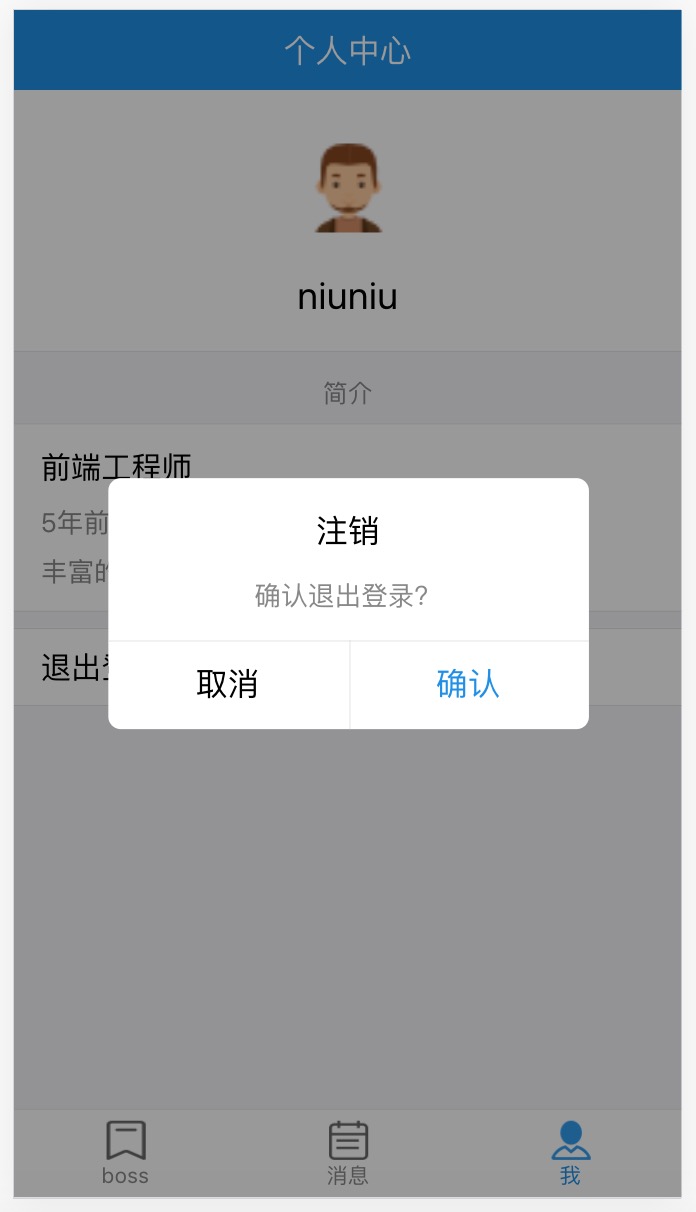 个人中心
niuniu
简介
前端工程师
5年前
丰富的
退出
注销
确认退出登录?
取消
确认
boss
消息
我